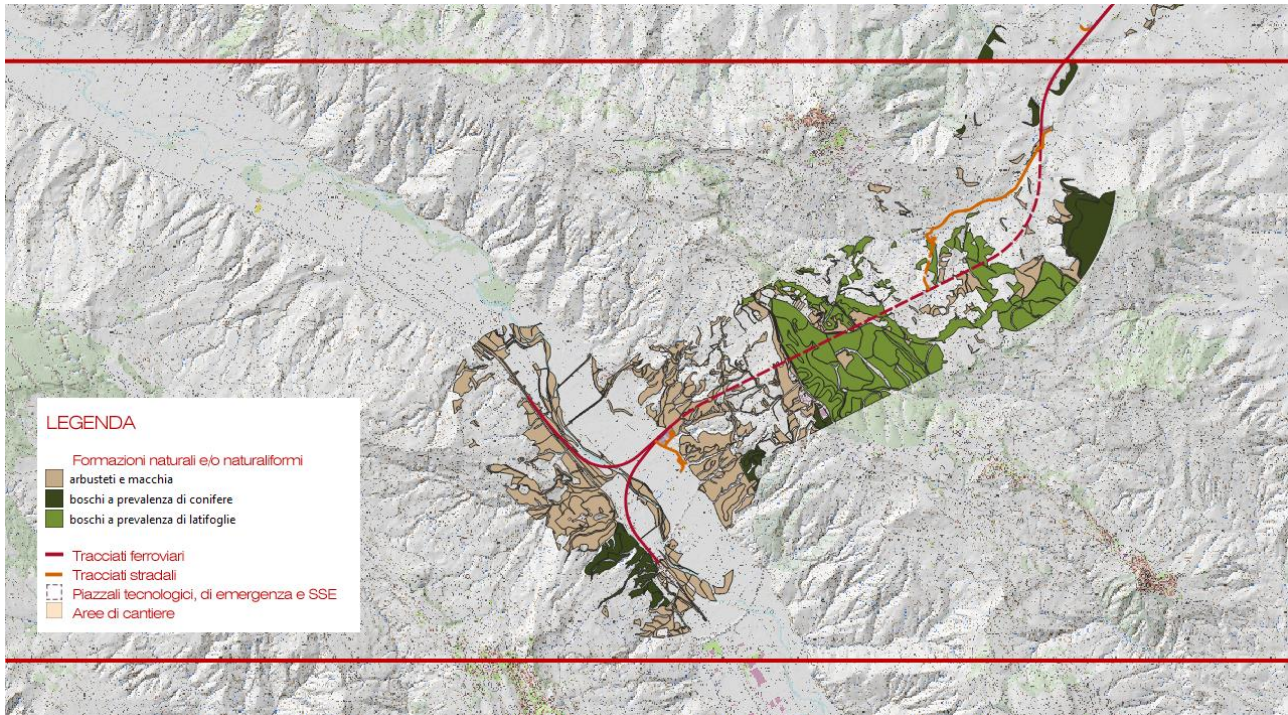 LEGENDA
Formazioni naturali e/o naturaliformi
arbusteti e macchia
boschi a prevalenza di conifere
boschi a prevalenza di latifoglie
Tracciati ferroviari
Tracciati stradali
Piazzali tecnologici, di emergenza e SSE
Aree di cantiere